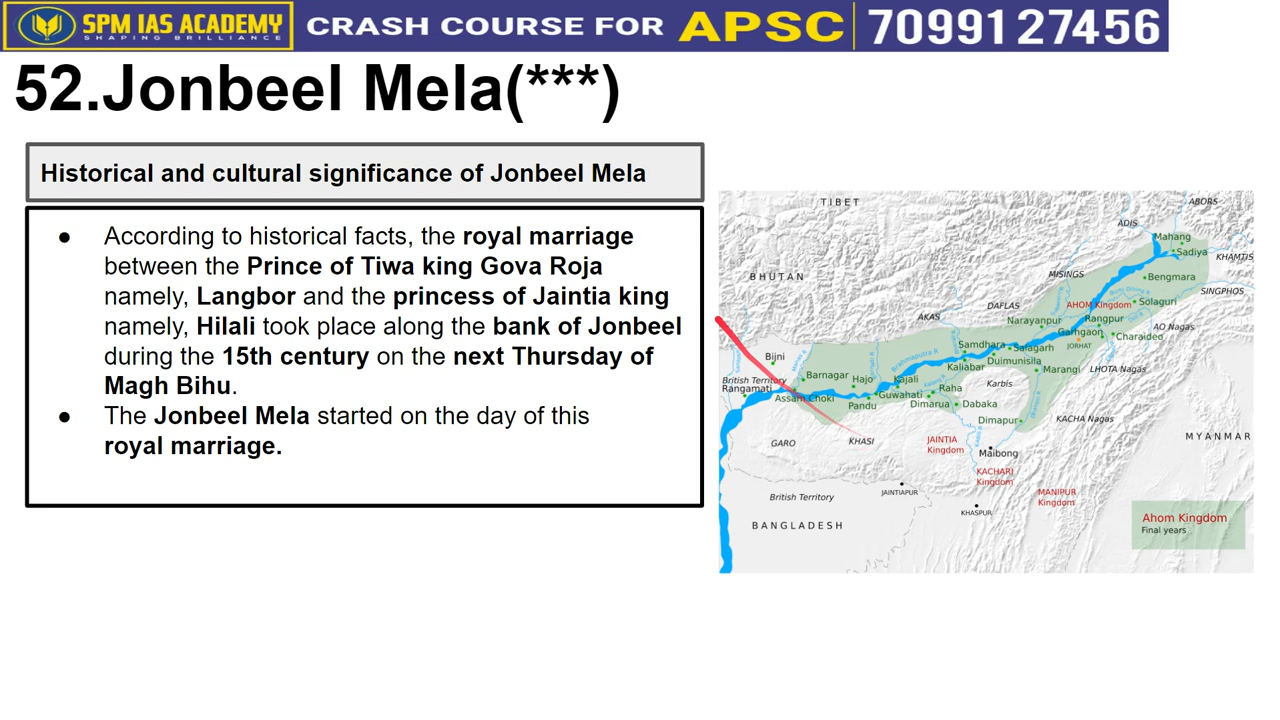 SPM IAS ACADEMY
SHAPING BRILLIANCE
CRASH COURSE FOR APSC 70991 27456
52.Jonbeel Mela(***)
Historical and cultural significance of Jonbeel Mela
● According to historical facts, the royal marriage
between the Prince of Tiwa king Gova Roja
namely, Langbor and the princess of Jaintia king
namely, Hilali took place along the bank of Jonbeel
during the 15th century on the next Thursday of
Magh Bihu.
● The Jonbeel Mela started on the day of this
royal marriage.
TIBET
ABORS
ADIS
Mahang
Sadiya
KHAMTIS
BHUTAN
MISINGS
Bengmara
SINGPHOS
DAFLAS
AHOM Kingdom
Solaguri
AKAS
Narayanpur
Rangpur
AO Nagas
Garhgaon
Charaideo
JORHAT
Samdhara
Salagarh
Bijni
Brahmaputra R
Duimunisila
Kaliabar
Marangi
LHOTA Nagas
British Territory
Barnagar
Hajo
Kajali
Karbis
Rangamati
Raha
Assam Choki
Guwahati
Pandu
Dimarua
Dabaka
Dimapur
KACHA Nagas
GARO
KHASI
JAINTIA
Kingdom
MYANMAR
Maibong
KACHARI
Kingdom
JAINTIAPUR
MANIPUR
Kingdom
British Territory
KHASPUR
BANGLADESH
Ahom Kingdom
Final years